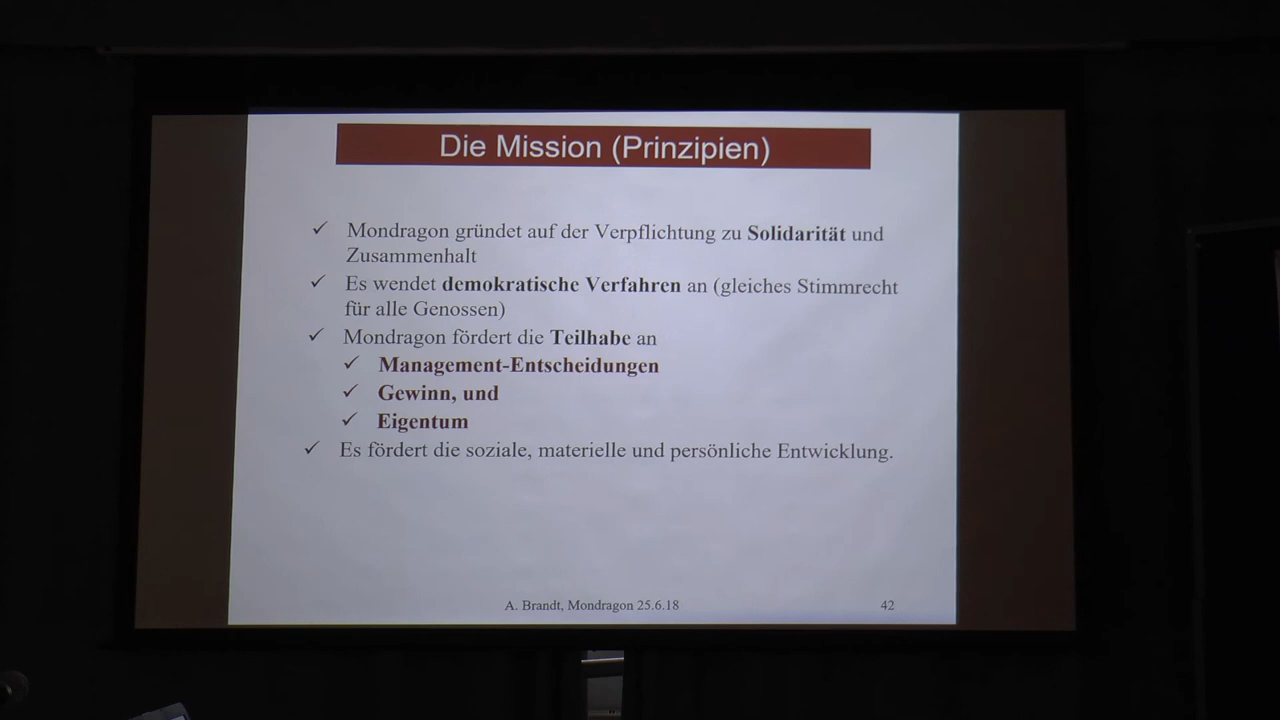 Die Mission (Prinzipien)
✓ Mondragon gründet auf der Verpflichtung zu Solidarität und
Zusammenhalt
✓ Es wendet demokratische Verfahren an (gleiches Stimmrecht
für alle Genossen)
✓ Mondragon fördert die Teilhabe an
✓ Management-Entscheidungen
✓ Gewinn, und
✓ Eigentum
✓ Es fördert die soziale, materielle und persönliche Entwicklung.
A. Brandt, Mondragon 25.6.18
42